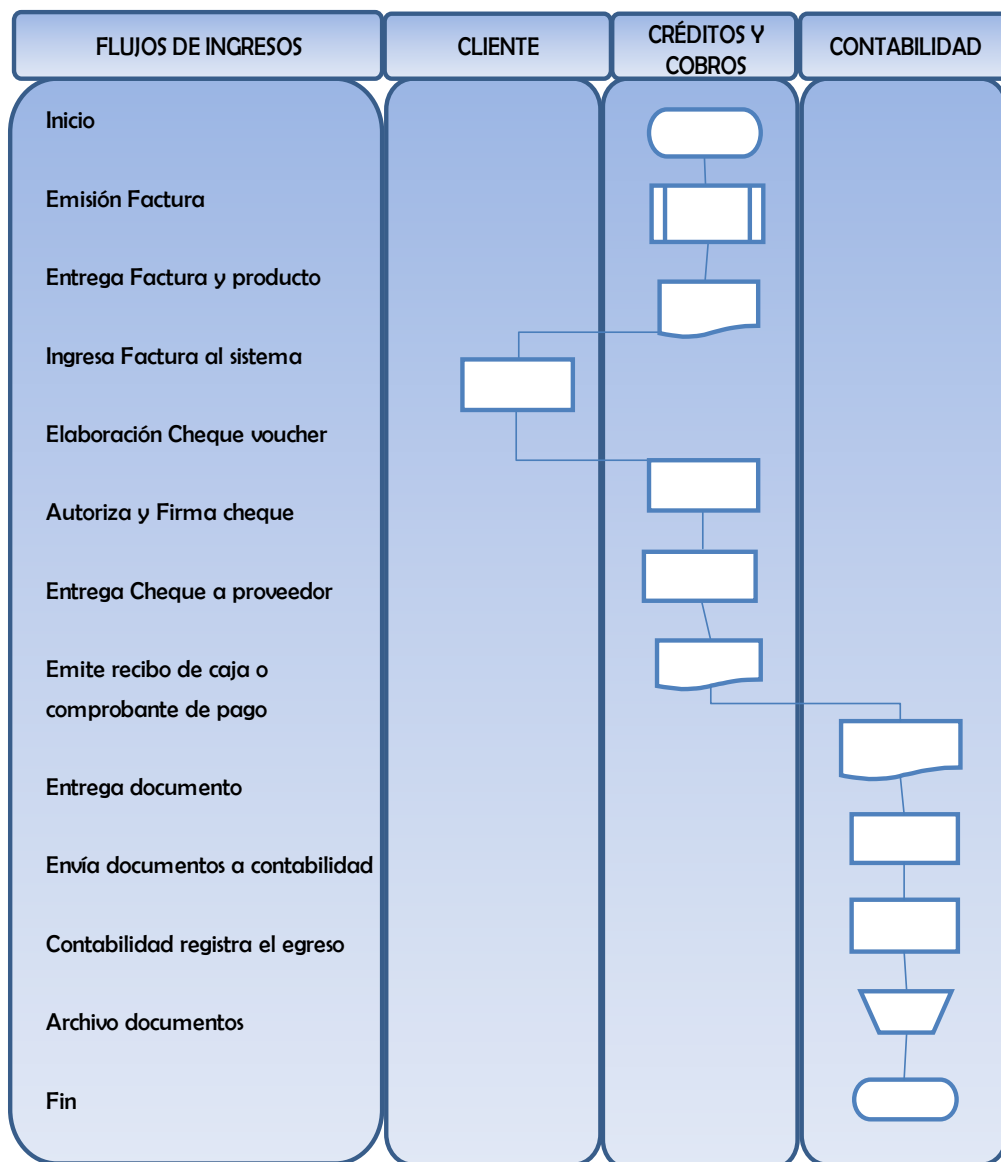 FLUJOS DE INGRESOS
CLIENTE
CRÉDITOS Y
COBROS
CONTABILIDAD
Inicio
Emisión Factura
Entrega Factura y producto
Ingresa Factura al sistema
Elaboración Cheque voucher
Autoriza y Firma cheque
Entrega Cheque a proveedor
Emite recibo de caja o
comprobante de pago
Entrega documento
Envía documentos a contabilidad
Contabilidad registra el egreso
Archivo documentos
Fin